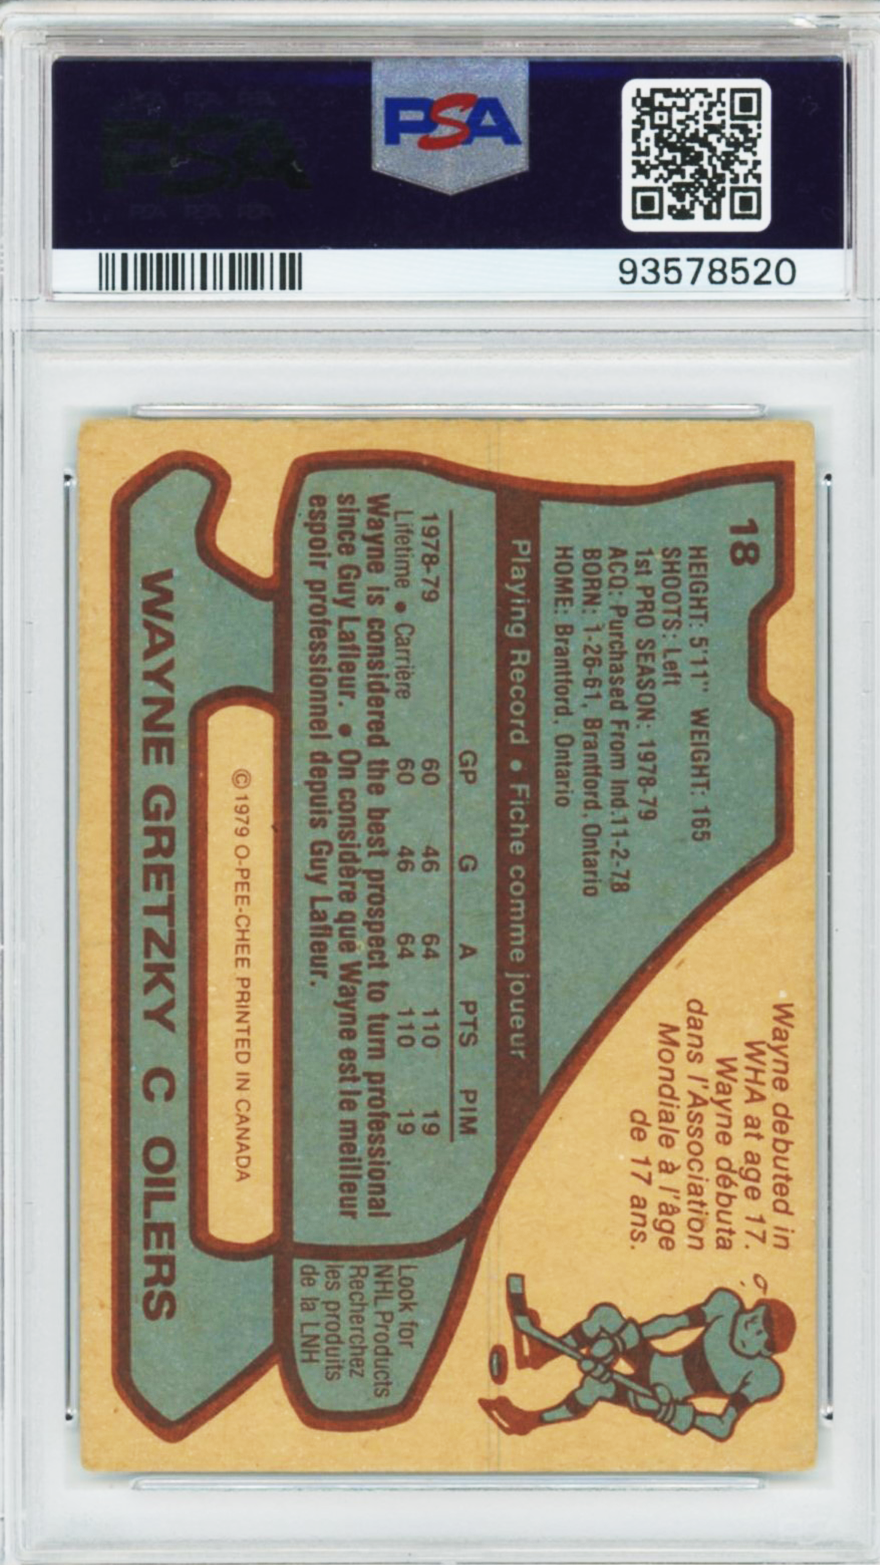 PSA
93578520
18
HEIGHT: 5'11" WEIGHT: 165
SHOOTS: Left
1st PRO SEASON: 1978-79
ACQ: Purchased From Ind. 11-2-78
BORN: 1-26-61, Brantford, Ontario
HOME: Brantford, Ontario
Wayne debuted in
WHA at age 17.
Wayne débuta
dans l'Association
Mondiale à l'âge
de 17 ans.
Playing Record • Fiche comme joueur
GP G A PTS PIM
1978-79 60 46 64 110 19
Lifetime • Carrière 60 46 64 110 19
Wayne is considered the best prospect to turn professional
since Guy Lafleur. • On considère que Wayne est le meilleur
espoir professionnel depuis Guy Lafleur.
Look for
NHL Products
Recherchez
les produits
de la LNH
© 1979 O-PEE-CHEE PRINTED IN CANADA
WAYNE GRETZKY C OILERS